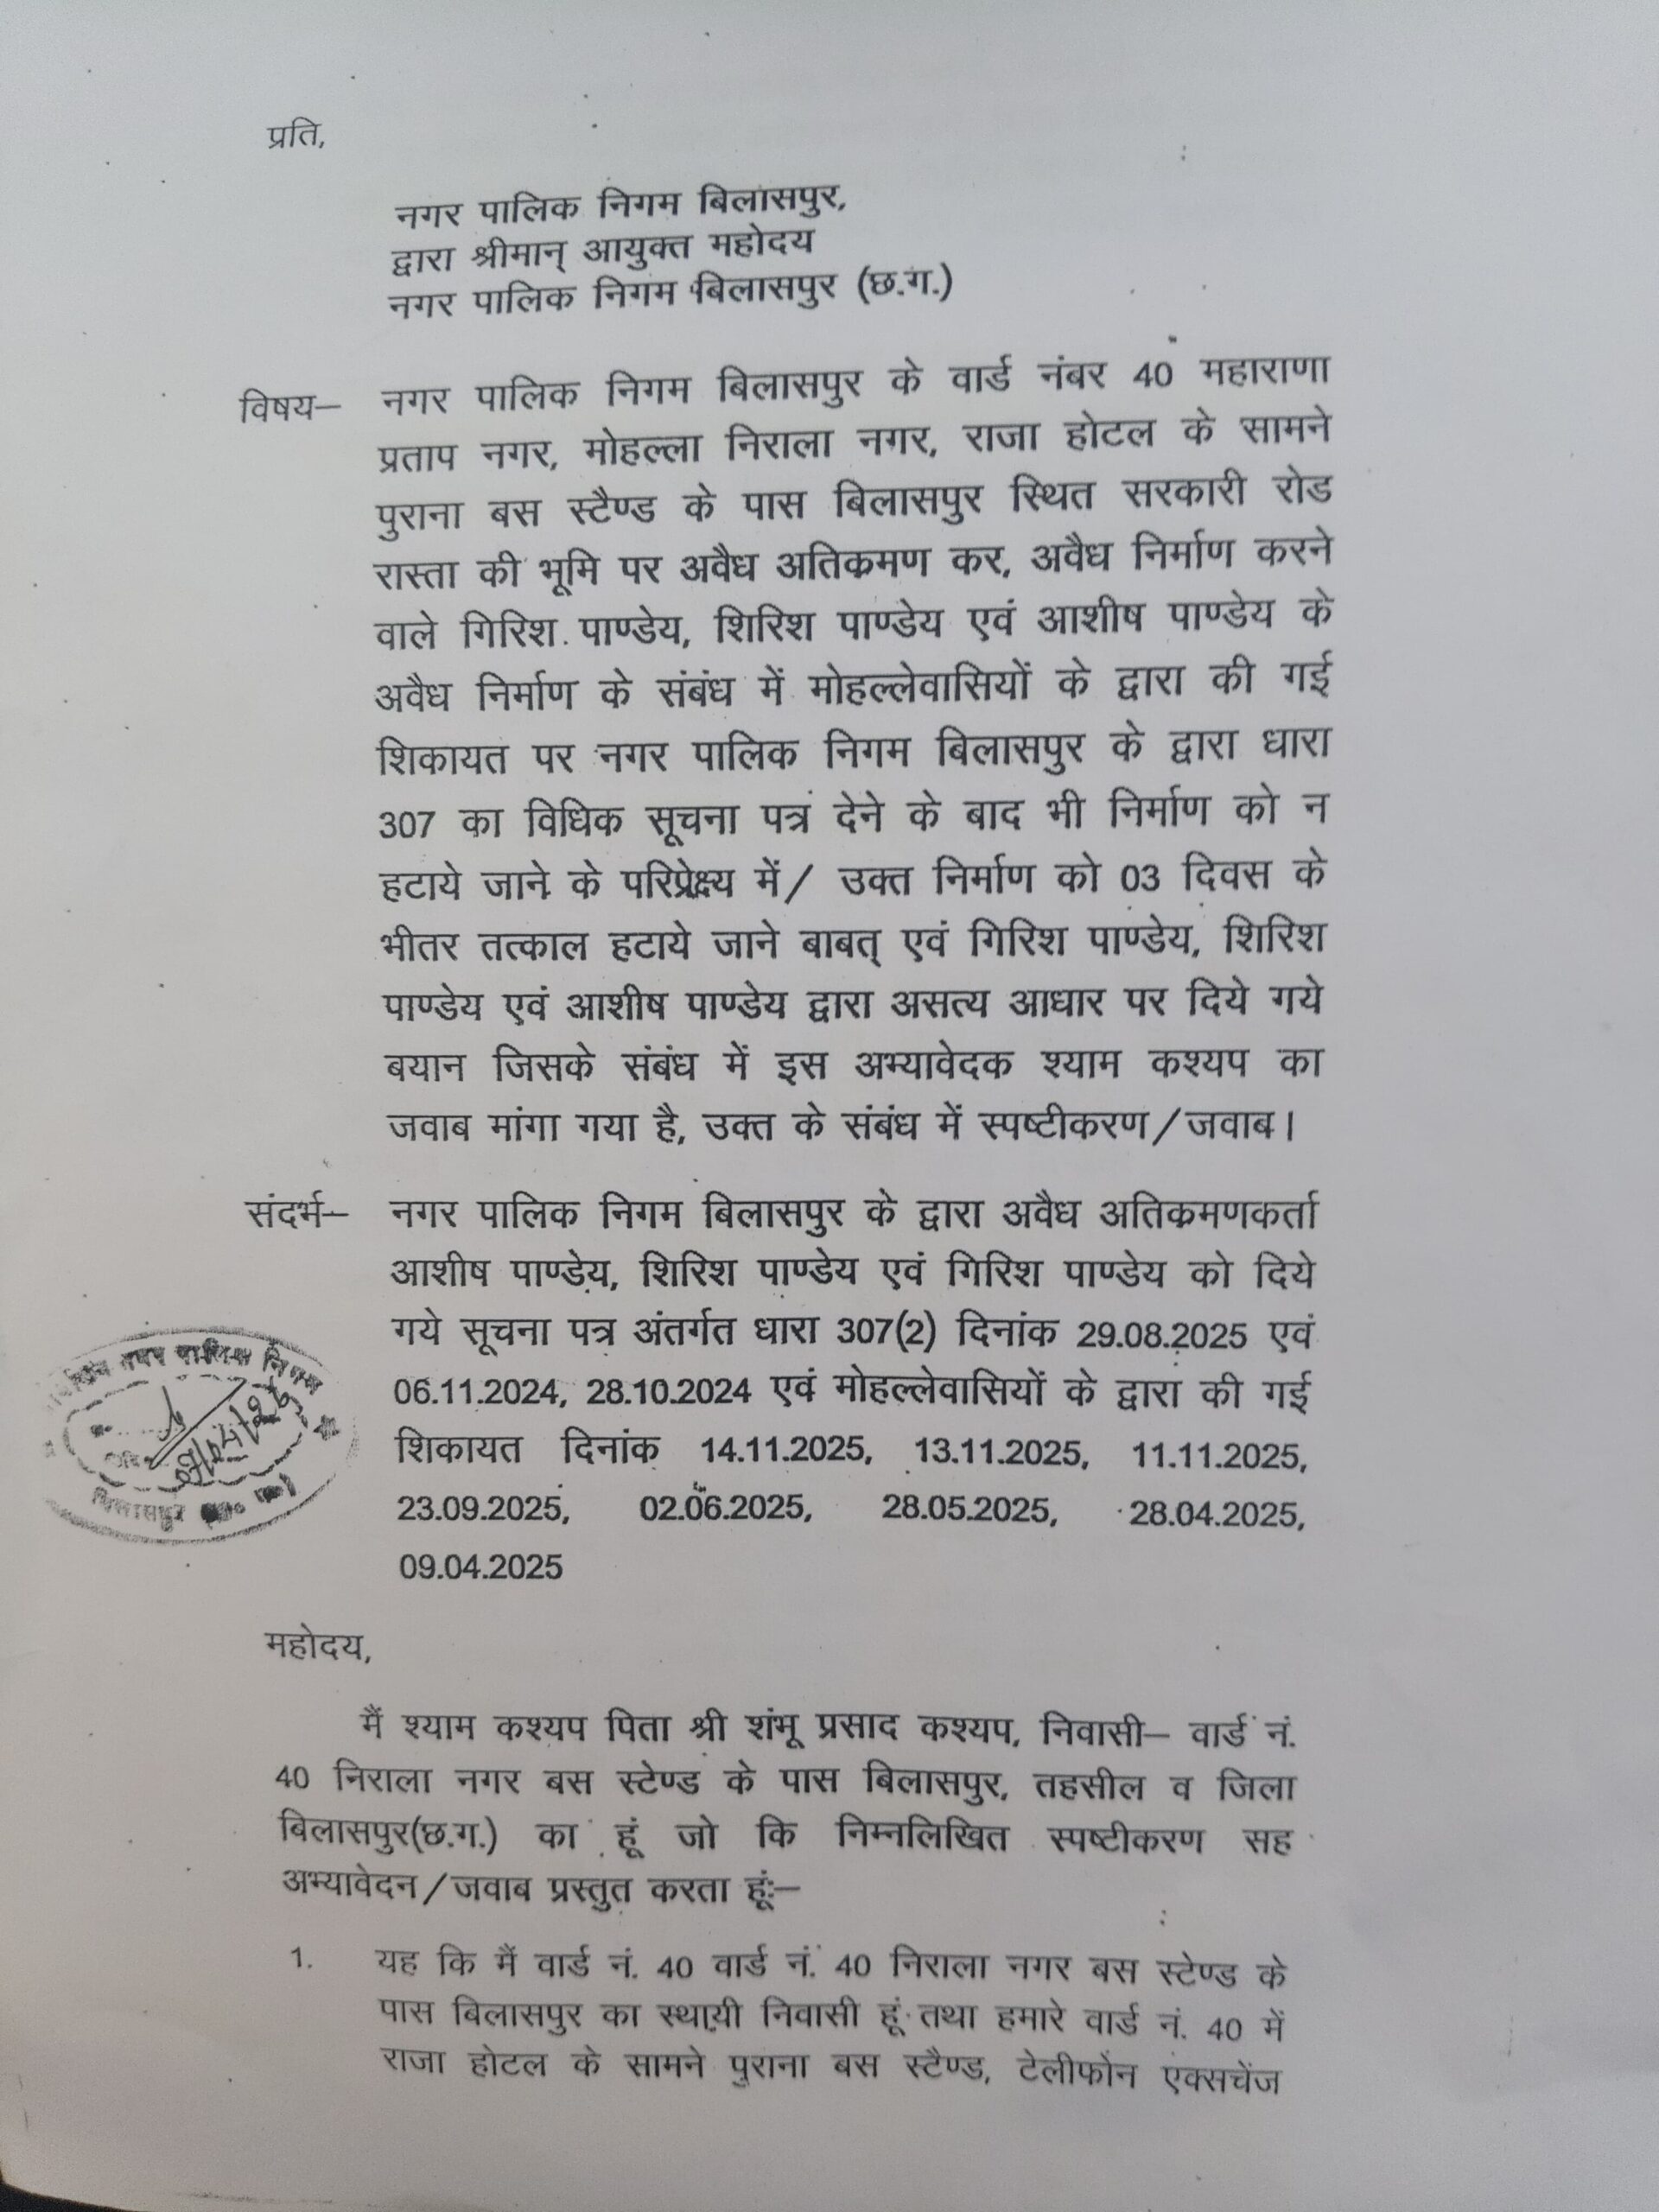 प्रति,
नगर पालिक निगम बिलासपुर,
द्वारा श्रीमान् आयुक्त महोदय
नगर पालिक निगम बिलासपुर (छ.ग.)
विषय– नगर पालिक निगम बिलासपुर के वार्ड नंबर 40 महाराणा
प्रताप नगर, मोहल्ला निराला नगर, राजा होटल के सामने
पुराना बस स्टैण्ड के पास बिलासपुर स्थित सरकारी रोड
रास्ता की भूमि पर अवैध अतिकमण कर, अवैध निर्माण करने
वाले गिरिश पाण्डेय, शिरिश पाण्डेय एवं आशीष पाण्डेय के
अवैध निर्माण के संबंध में मोहल्लेवासियों के द्वारा की गई
शिकायत पर नगर पालिक निगम बिलासपुर के द्वारा धारा
307 का विधिक सूचना पत्र देने के बाद भी निर्माण को न
हटाये जाने के परिप्रेक्ष्य में/ उक्त निर्माण को 03 दिवस के
भीतर तत्काल हटाये जाने बाबत् एवं गिरिश पाण्डेय, शिरिश
पाण्डेय एवं आशीष पाण्डेय द्वारा असत्य आधार पर दिये गये
बयान जिसके संबंध में इस अभ्यावेदक श्याम कश्यप का
जवाब मांगा गया है, उक्त के संबंध में स्पष्टीकरण/जवाब।
संदर्भ– नगर पालिक निगम बिलासपुर के द्वारा अवैध अतिकमणकर्ता
आशीष पाण्डेय, शिरिश पाण्डेय एवं गिरिश पाण्डेय को दिये
गये सूचना पत्र अंतर्गत धारा 307(2) दिनांक 29.08.2025 एवं
06.11.2024, 28.10.2024 एवं मोहल्लेवासियों के द्वारा की गई
शिकायत दिनांक 14.11.2025, 13.11.2025, 11.11.2025,
23.09.2025, 02.06.2025, 28.05.2025, 28.04.2025,
09.04.2025
नगर पालिक निगम
बिलासपुर
महोदय,
मैं श्याम कश्यप पिता श्री शंभू प्रसाद कश्यप, निवासी– वार्ड नं.
40 निराला नगर बस स्टेण्ड के पास बिलासपुर, तहसील व जिला
बिलासपुर(छ.ग.) का हूं जो कि निम्नलिखित स्पष्टीकरण सह
अभ्यावेदन/जवाब प्रस्तुत करता हूंः–
1. यह कि मैं वार्ड नं. 40 वार्ड नं. 40 निराला नगर बस स्टेण्ड के
पास बिलासपुर का स्थायी निवासी हूं तथा हमारे वार्ड नं. 40 में
राजा होटल के सामने पुराना बस स्टैण्ड, टेलीफोन एक्सचेंज